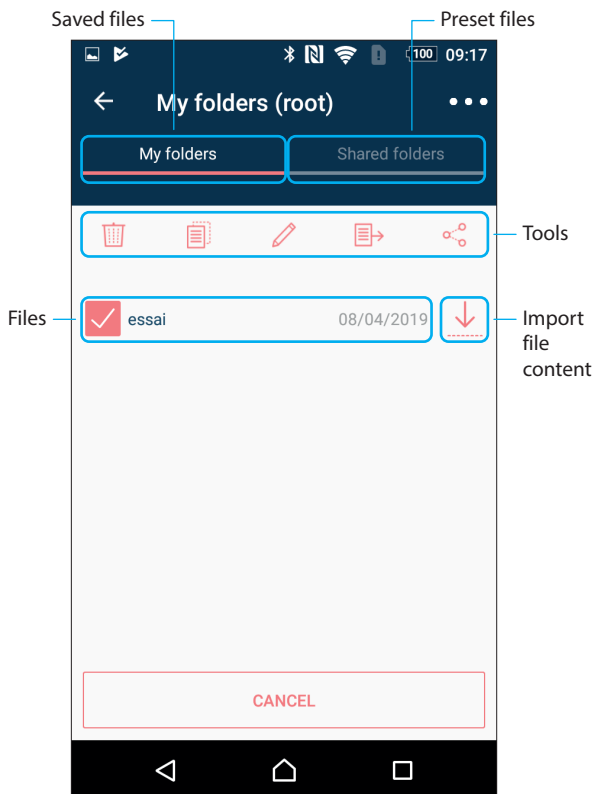 Saved files
Preset files
100 09:17
My folders (root)
My folders
Shared folders
Tools
Files
essai
08/04/2019
Import
file
content
CANCEL